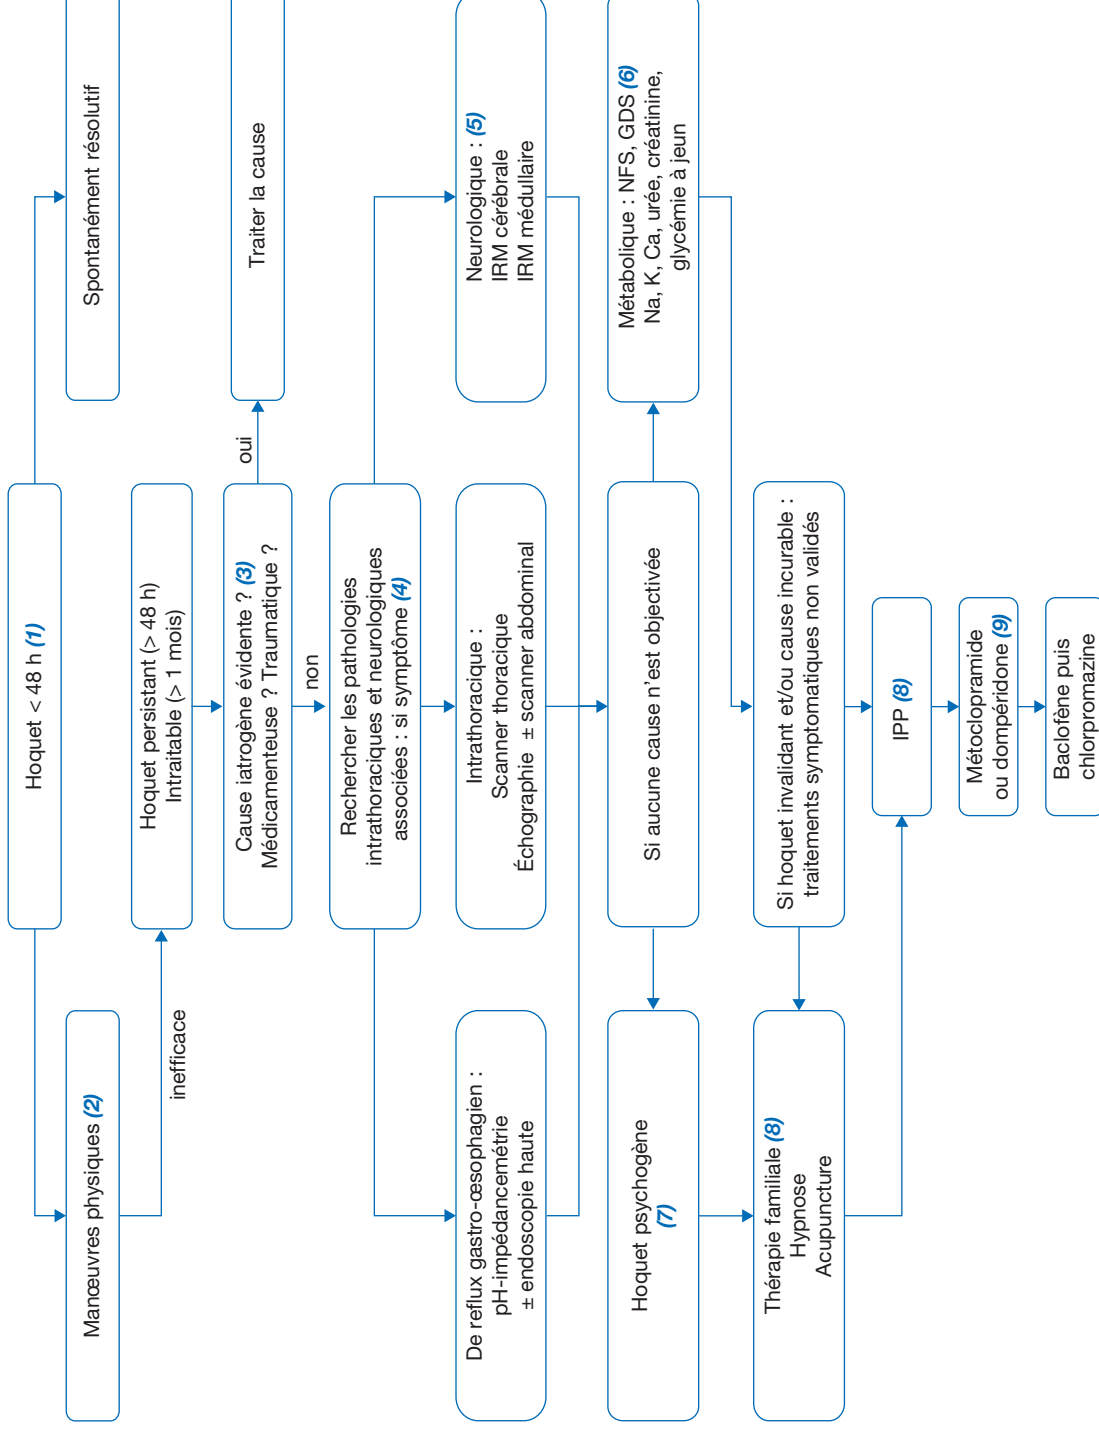 Hoquet < 48 h (1)
Manœuvres physiques (2)
Spontanément résolutif
inefficace
Hoquet persistant (> 48 h)
Intraitable (> 1 mois)
Cause iatrogène évidente ? (3)
Médicamenteuse ? Traumatique ?
oui
Traiter la cause
non
Rechercher les pathologies
intrathoraciques et neurologiques
associées : si symptôme (4)
De reflux gastro-œsophagien :
pH-impédancemétrie
± endoscopie haute
Intrathoracique :
Scanner thoracique
Échographie ± scanner abdominal
Neurologique : (5)
IRM cérébrale
IRM médullaire
Hoquet psychogène
(7)
Si aucune cause n'est objectivée
Métabolique : NFS, GDS (6)
Na, K, Ca, urée, créatinine,
glycémie à jeun
Thérapie familiale (8)
Hypnose
Acupuncture
Si hoquet invalidant et/ou cause incurable :
traitements symptomatiques non validés
IPP (8)
Métoclopramide
ou dompéridone (9)
Baclofène puis
chlorpromazine